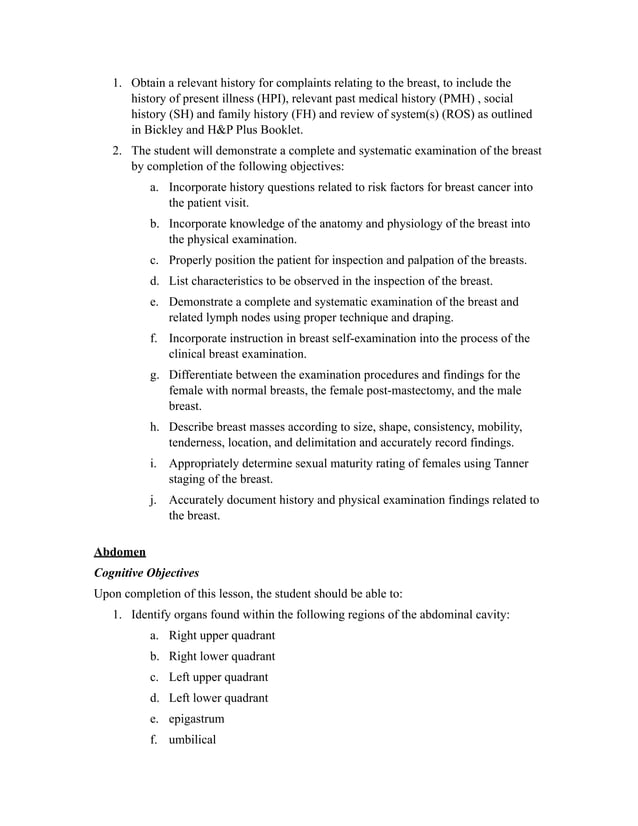 1. Obtain a relevant history for complaints relating to the breast, to include the
history of present illness (HPI), relevant past medical history (PMH) , social
history (SH) and family history (FH) and review of system(s) (ROS) as outlined
in Bickley and H&P Plus Booklet.
2. The student will demonstrate a complete and systematic examination of the breast
by completion of the following objectives:
a. Incorporate history questions related to risk factors for breast cancer into
the patient visit.
b. Incorporate knowledge of the anatomy and physiology of the breast into
the physical examination.
c. Properly position the patient for inspection and palpation of the breasts.
d. List characteristics to be observed in the inspection of the breast.
e. Demonstrate a complete and systematic examination of the breast and
related lymph nodes using proper technique and draping.
f. Incorporate instruction in breast self-examination into the process of the
clinical breast examination.
g. Differentiate between the examination procedures and findings for the
female with normal breasts, the female post-mastectomy, and the male
breast.
h. Describe breast masses according to size, shape, consistency, mobility,
tenderness, location, and delimitation and accurately record findings.
i. Appropriately determine sexual maturity rating of females using Tanner
staging of the breast.
j. Accurately document history and physical examination findings related to
the breast.
Abdomen
Cognitive Objectives
Upon completion of this lesson, the student should be able to:
1. Identify organs found within the following regions of the abdominal cavity:
a. Right upper quadrant
b. Right lower quadrant
c. Left upper quadrant
d. Left lower quadrant
e. epigastrum
f. umbilical